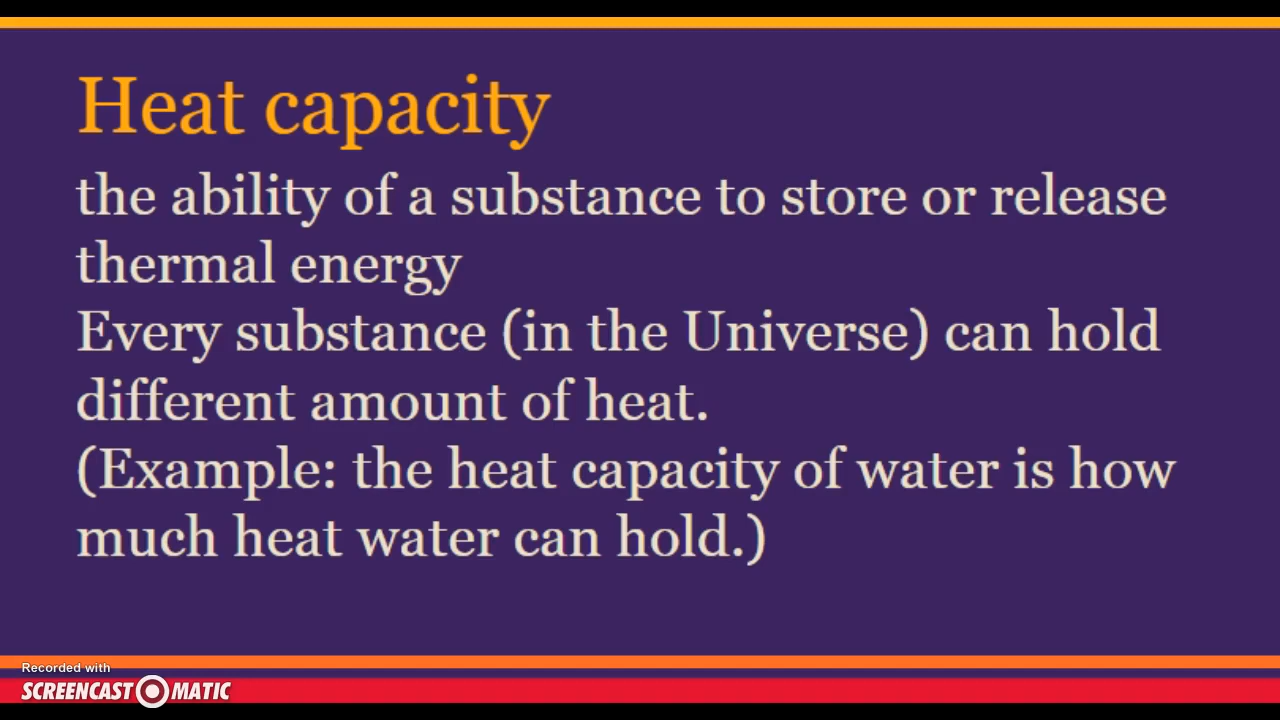 Heat capacity
the ability of a substance to store or release
thermal energy
Every substance (in the Universe) can hold
different amount of heat.
(Example: the heat capacity of water is how
much heat water can hold.)
Recorded with
SCREENCAST MATIC